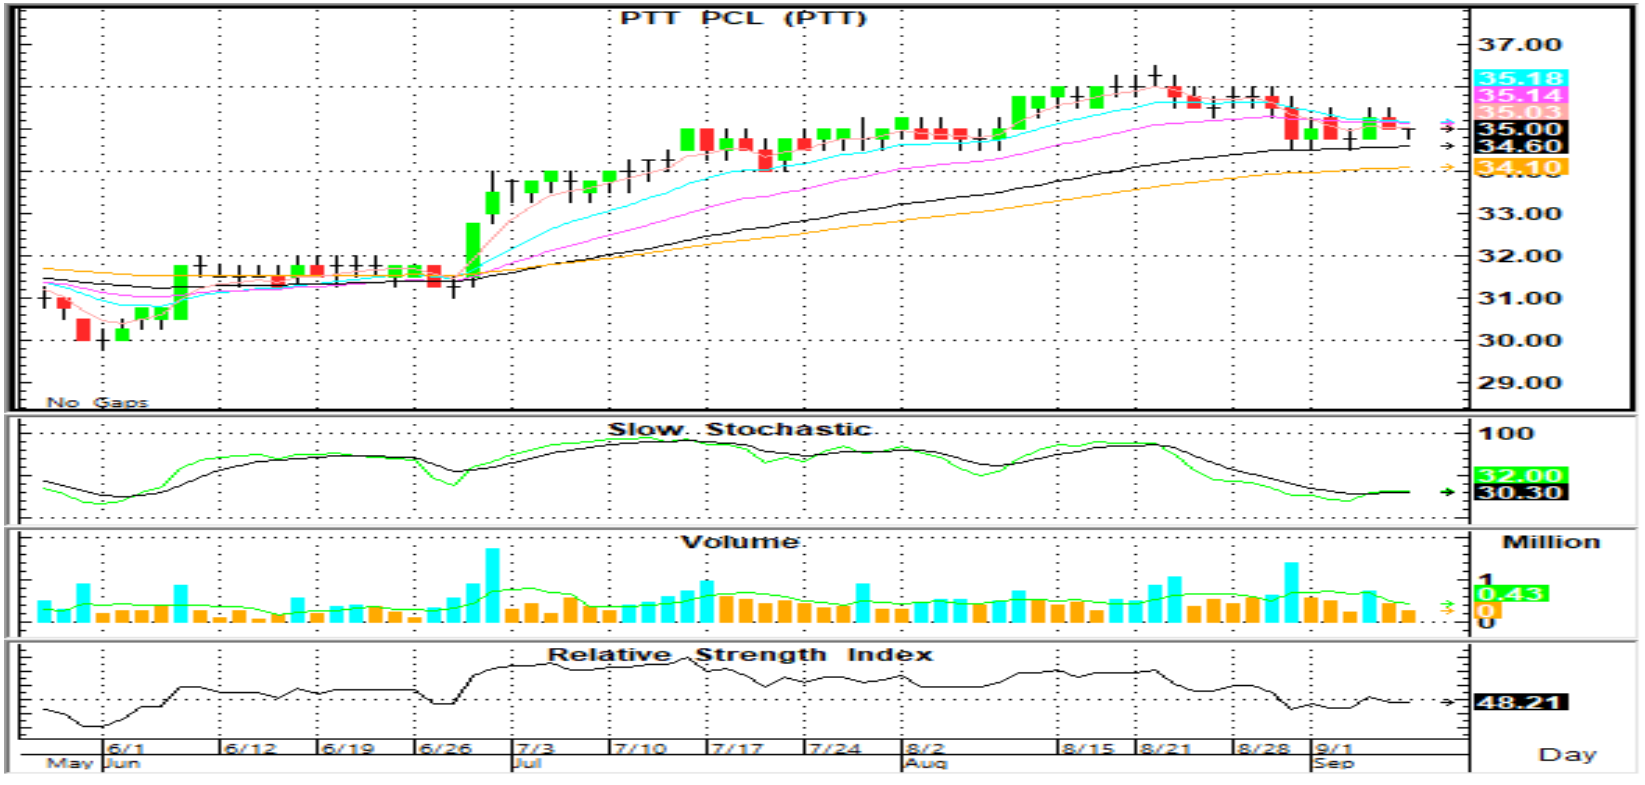 PTT PCL (PTT)
37.00
35.18
35.14
35.03
35.00
34.60
34.10
33.00
32.00
31.00
30.00
29.00
No Gaps
Slow Stochastic
100
32.00
30.30
Volume
Million
1
0.43
0
0
Relative Strength Index
48.21
6/1 6/12 6/19 6/26 7/3 7/10 7/17 7/24 8/2 8/15 8/21 8/28 9/1
May Jun Jul Aug Sep
Day